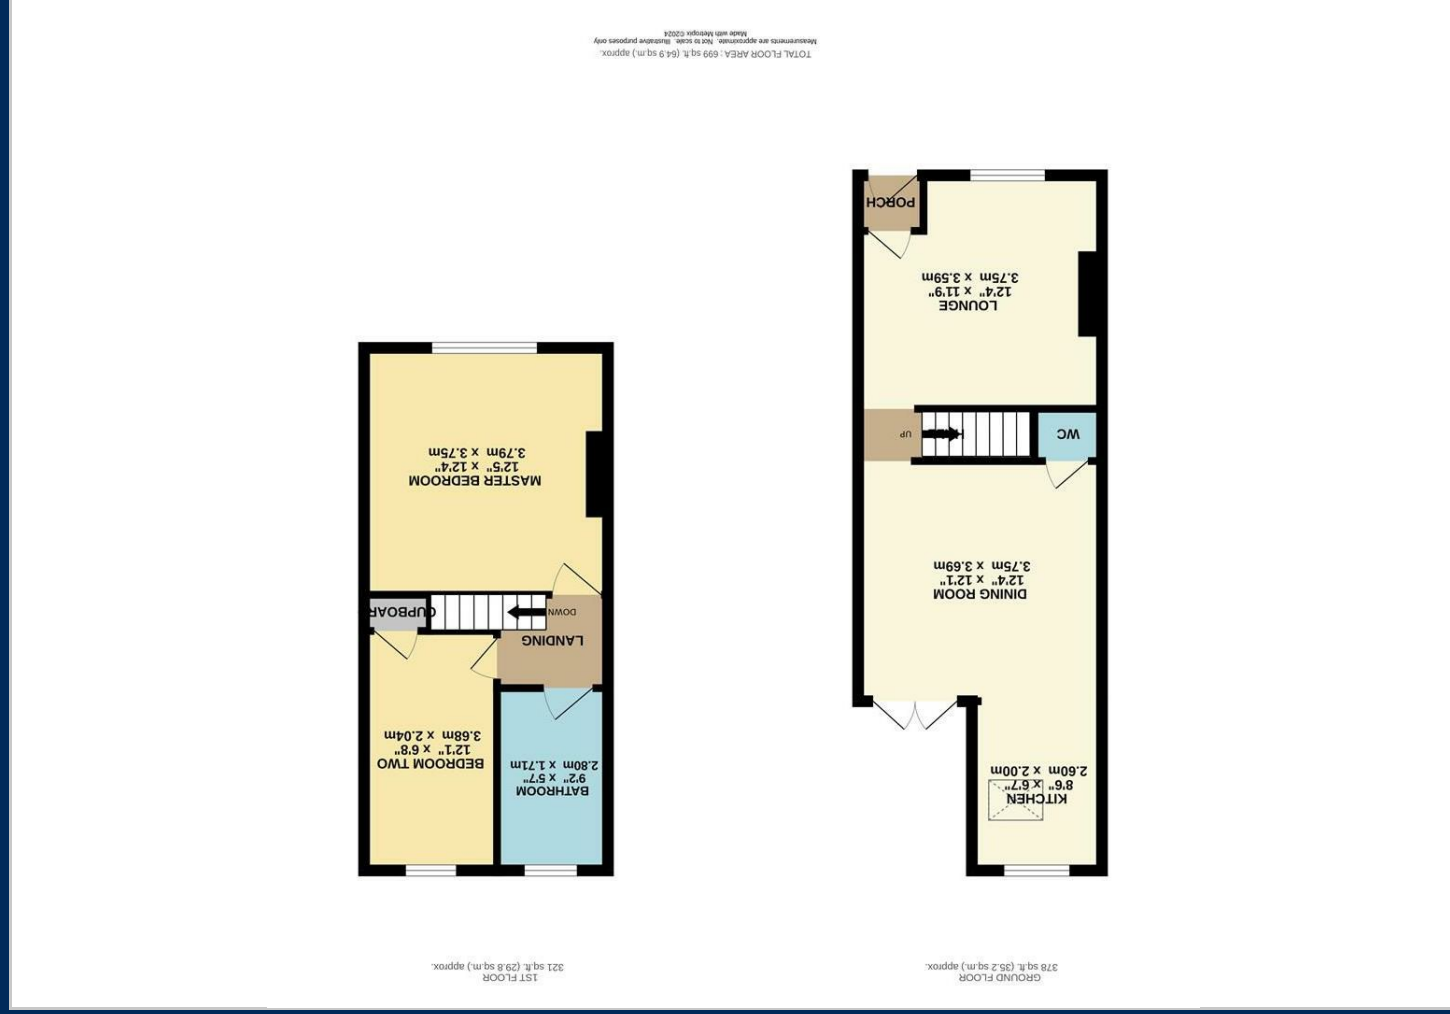 GROUND FLOOR
378 sq.ft. (35.2 sq.m.) approx.
1ST FLOOR
321 sq.ft. (29.8 sq.m.) approx.
KITCHEN
8'6" x 6'7"
2.60m x 2.00m
DINING ROOM
12'4" x 12'1"
3.75m x 3.69m
WC
UP
LOUNGE
12'4" x 11'9"
3.75m x 3.59m
PORCH
BATHROOM
9'2" x 5'7"
2.80m x 1.71m
BEDROOM TWO
12'1" x 6'8"
3.68m x 2.04m
LANDING
DOWN
CUPBOARD
MASTER BEDROOM
12'5" x 12'4"
3.79m x 3.75m
TOTAL FLOOR AREA : 699 sq.ft. (64.9 sq.m.) approx.
Measurements are approximate. Not to scale. Illustrative purposes only
Made with Metropix ©2024